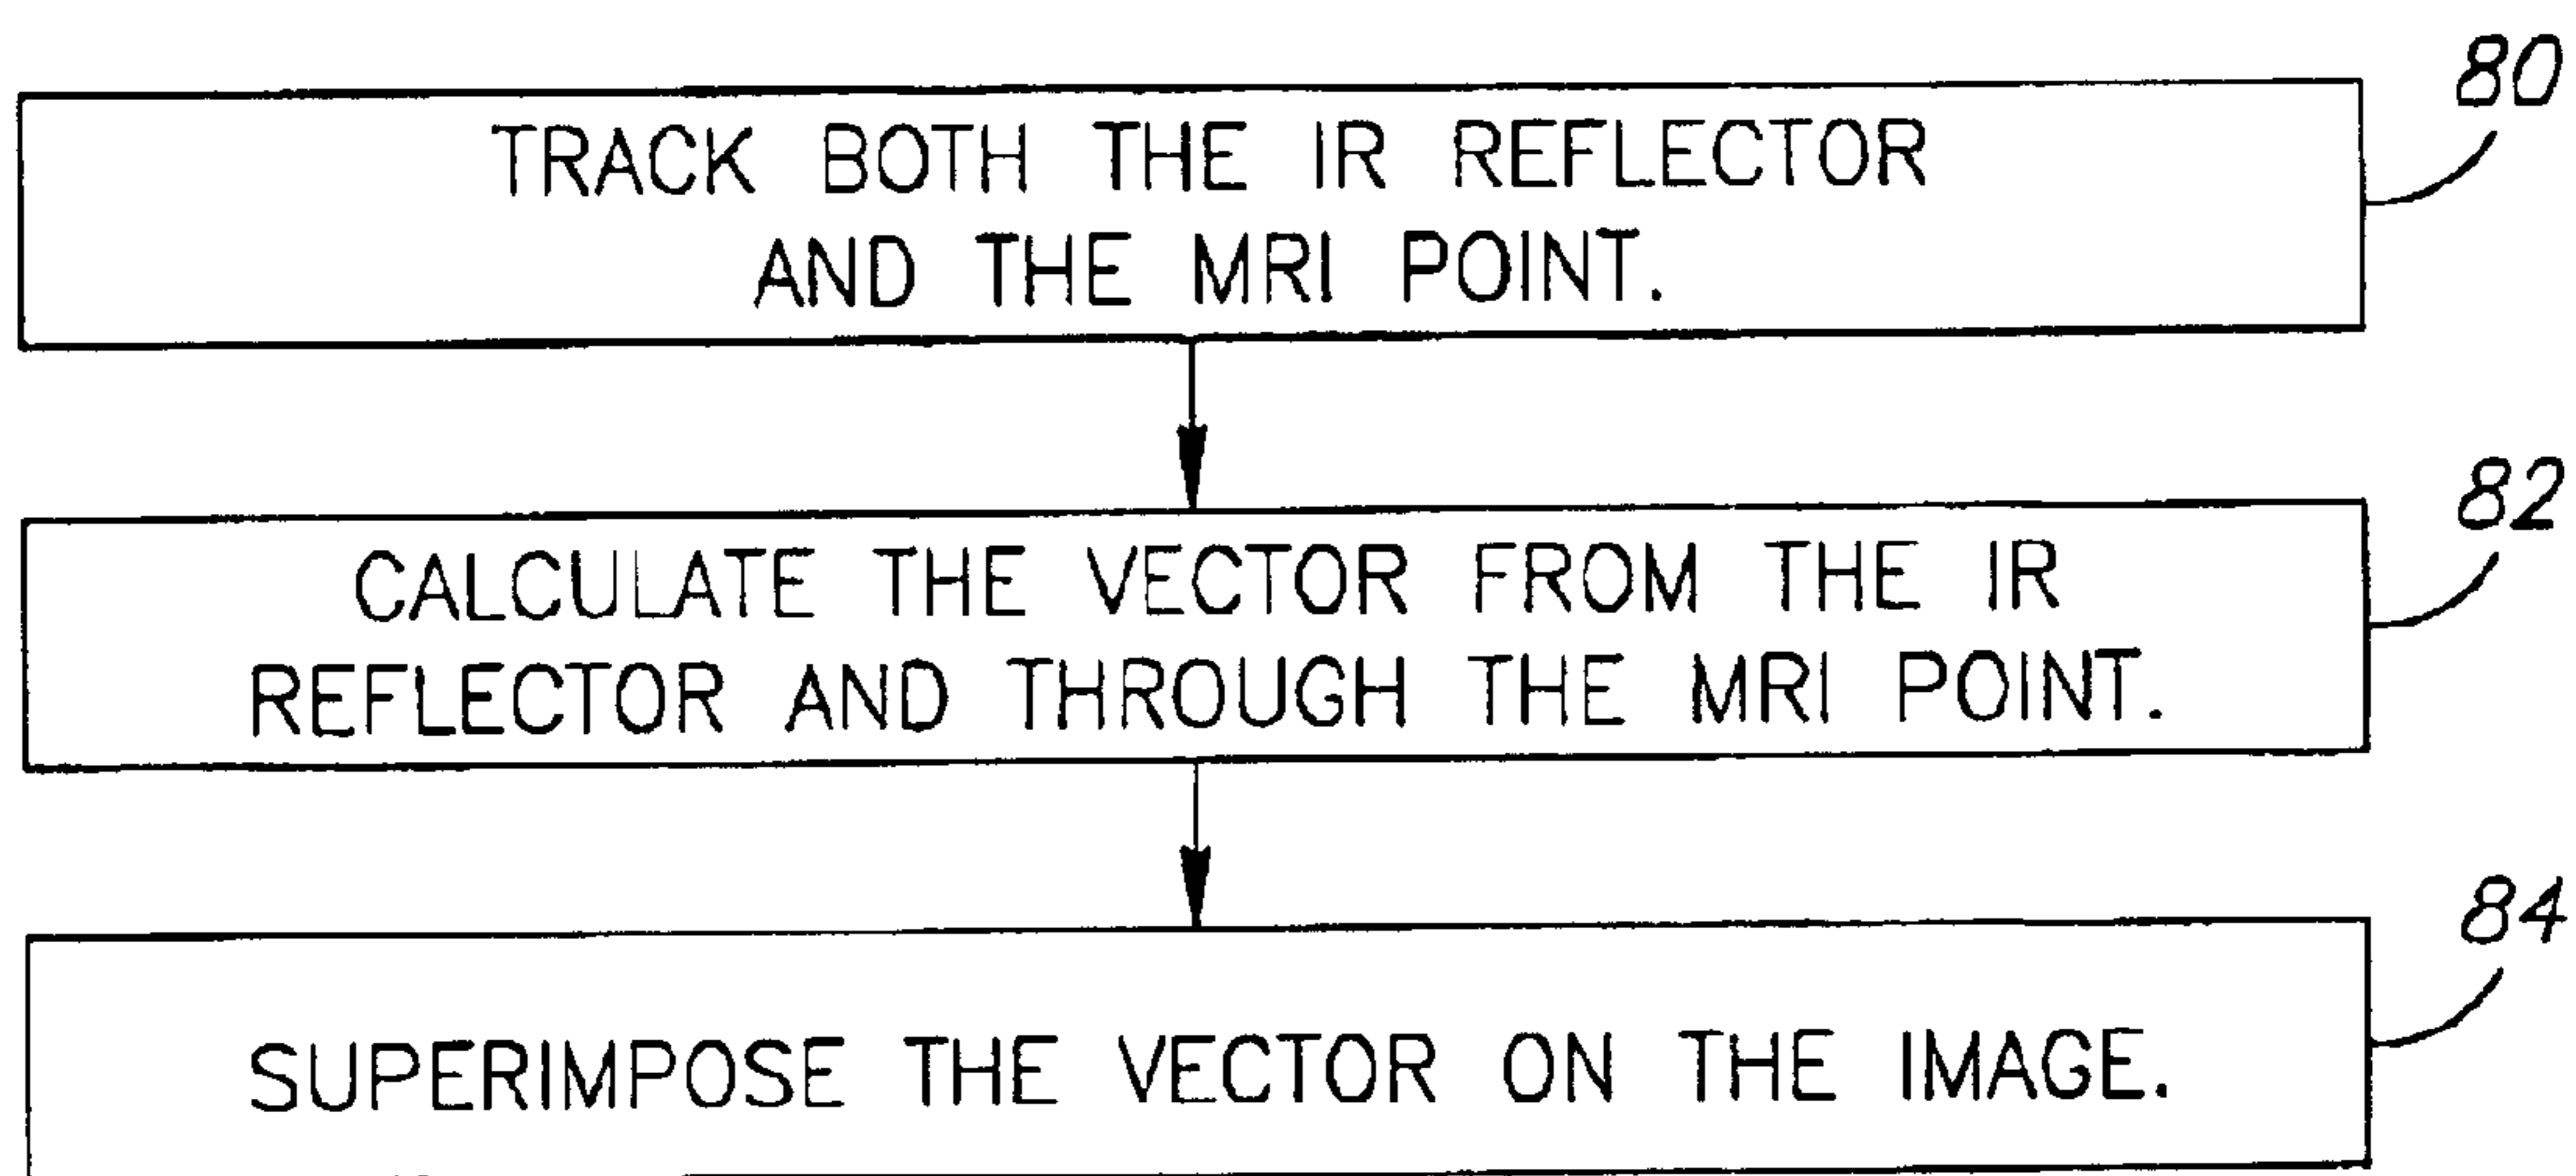 80
TRACK BOTH THE IR REFLECTOR
AND THE MRI POINT.
82
CALCULATE THE VECTOR FROM THE IR
REFLECTOR AND THROUGH THE MRI POINT.
84
SUPERIMPOSE THE VECTOR ON THE IMAGE.